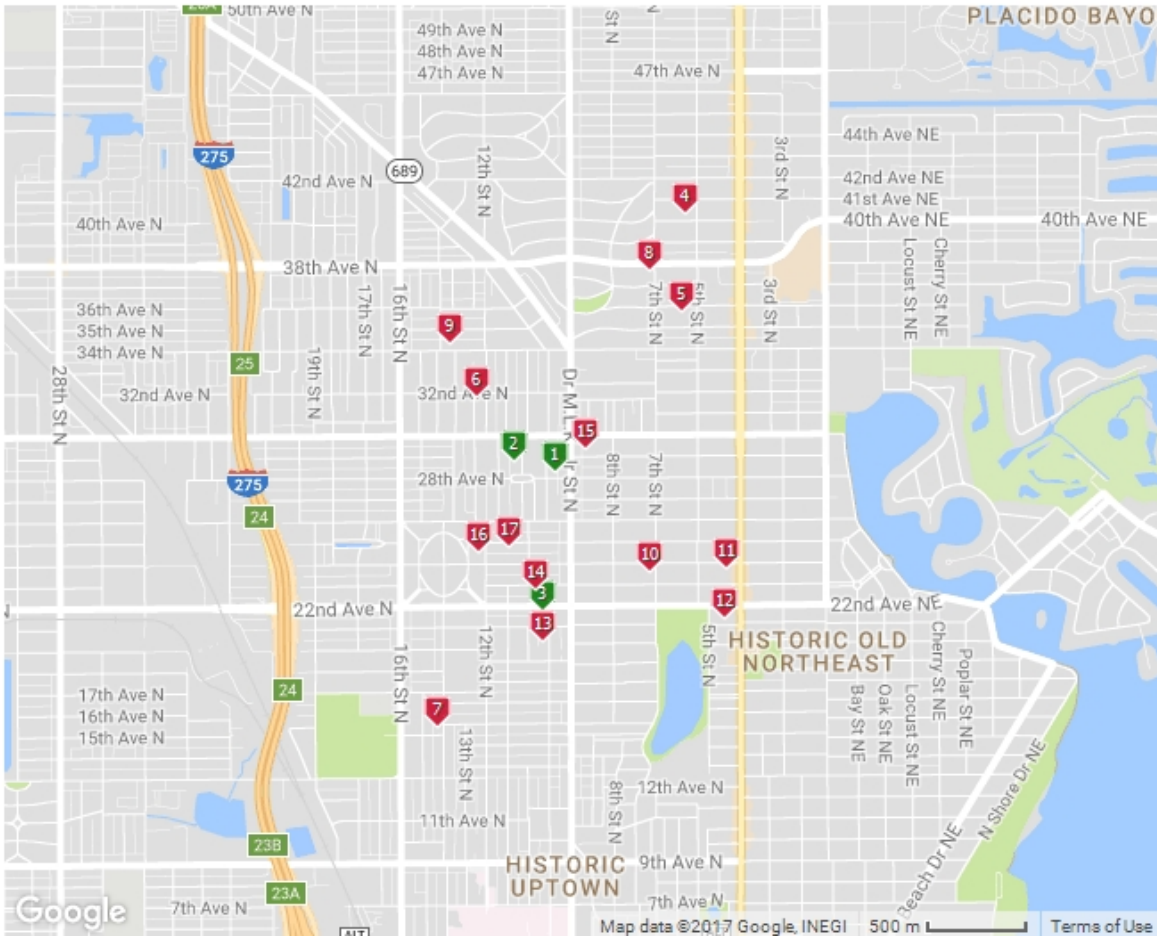 20A
50th Ave N
N
St N
PLACIDO BAYO
49th Ave N
48th Ave N
47th Ave N
47th Ave N
44th Ave NE
275
12th St N
3rd St N
689
42nd Ave N
42nd Ave NE
4
41st Ave NE
40th Ave N
40th Ave NE
40th Ave NE
8
38th Ave N
Locust St NE
Cherry St NE
17th St N
16th St N
7th St N
5
5th St N
3rd St N
36th Ave N
35th Ave N
34th Ave N
9
25
19th St N
28th St N
6
32nd Ave N
32nd Ave N
15
2
1
8th St N
7th St N
28th Ave N
275
24
16
17
10
11
14
3
12
22nd Ave N
22nd Ave NE
13
HISTORIC OLD
NORTHEAST
16th St N
12th St N
5th St N
Cherry St NE
Poplar St NE
Bay St NE
Oak St NE
Locust St NE
24
17th Ave N
16th Ave N
15th Ave N
7
13th St N
N Shore Dr NE
8th St N
12th Ave N
11th Ave N
23B
HISTORIC
UPTOWN
9th Ave N
Beach Dr NE
23A
7th Ave N
7th Ave N
Google
ALT
Map data ©2017 Google, INEGI
500 m
Terms of Use